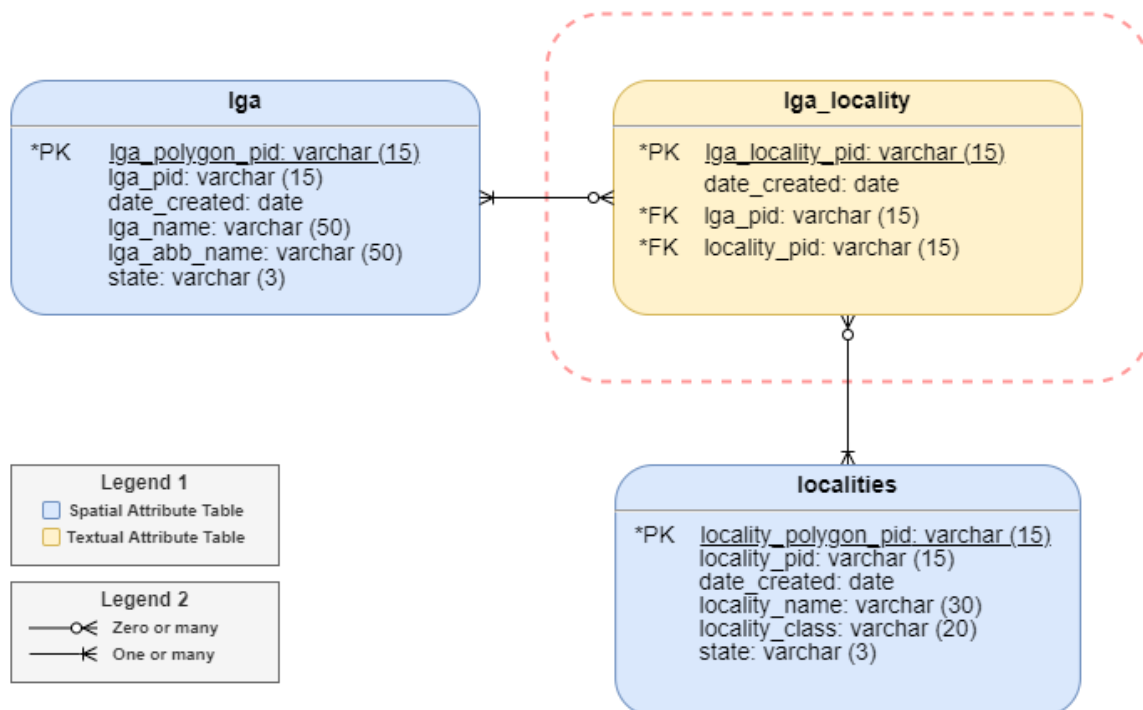 lga
*PK lga_polygon_pid: varchar (15)
lga_pid: varchar (15)
date_created: date
lga_name: varchar (50)
lga_abb_name: varchar (50)
state: varchar (3)
lga_locality
*PK lga_locality_pid: varchar (15)
date_created: date
*FK lga_pid: varchar (15)
*FK locality_pid: varchar (15)
localities
*PK locality_polygon_pid: varchar (15)
locality_pid: varchar (15)
date_created: date
locality_name: varchar (30)
locality_class: varchar (20)
state: varchar (3)
Legend 1
Spatial Attribute Table
Textual Attribute Table
Legend 2
Zero or many
One or many